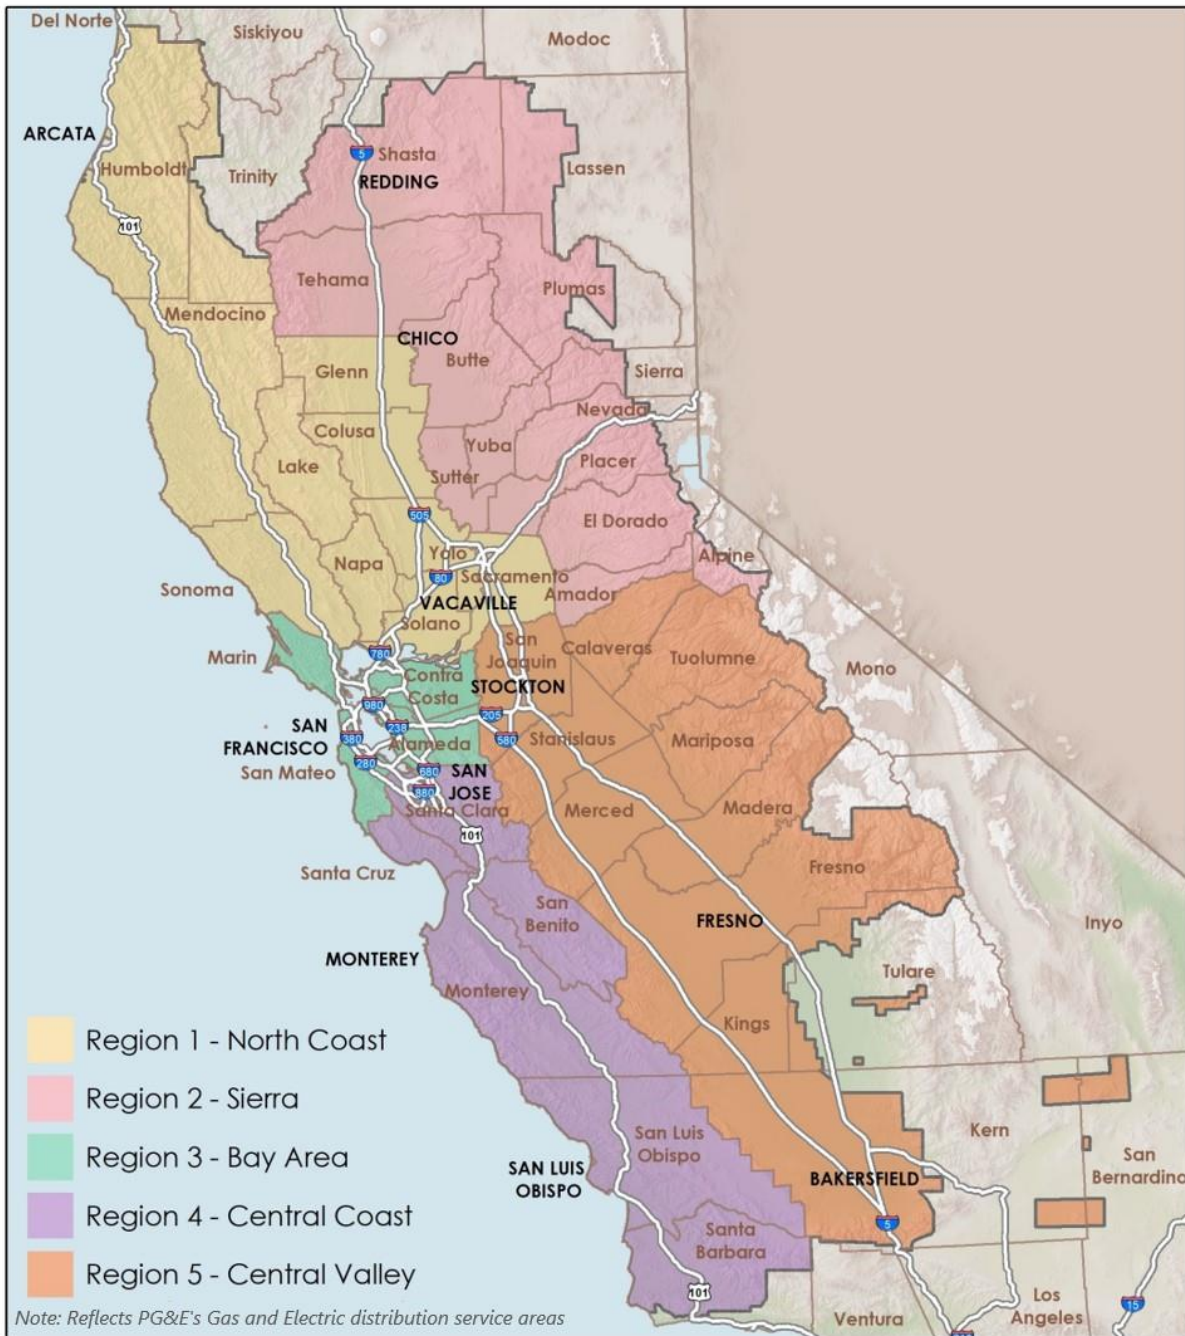 Del Norte
Siskiyou
Modoc
ARCATA
Humboldt
Trinity
5
Shasta
REDDING
Lassen
101
Tehama
Plumas
Mendocino
CHICO
Butte
Glenn
Sierra
Nevada
Colusa
Yuba
Lake
Sutter
Placer
505
El Dorado
Yolo
Alpine
Napa
80
Sacramento
Sonoma
VACAVILLE
Amador
Solano
San
Joaquin
Calaveras
Marin
780
Tuolumne
Mono
Contra
Costa
STOCKTON
980
205
SAN
FRANCISCO
238
380
Alameda
580
Stanislaus
Mariposa
280
San Mateo
680
SAN
JOSE
880
Santa Clara
Merced
Madera
101
Santa Cruz
Fresno
San
Benito
FRESNO
Inyo
MONTEREY
Monterey
Tulare
Kings
Region 1 - North Coast
Region 2 - Sierra
Region 3 - Bay Area
Region 4 - Central Coast
Region 5 - Central Valley
San Luis
Obispo
Kern
San
Bernardino
SAN LUIS
OBISPO
BAKERSFIELD
5
Santa
Barbara
101
Los
Angeles
15
Ventura
Note: Reflects PG&E's Gas and Electric distribution service areas